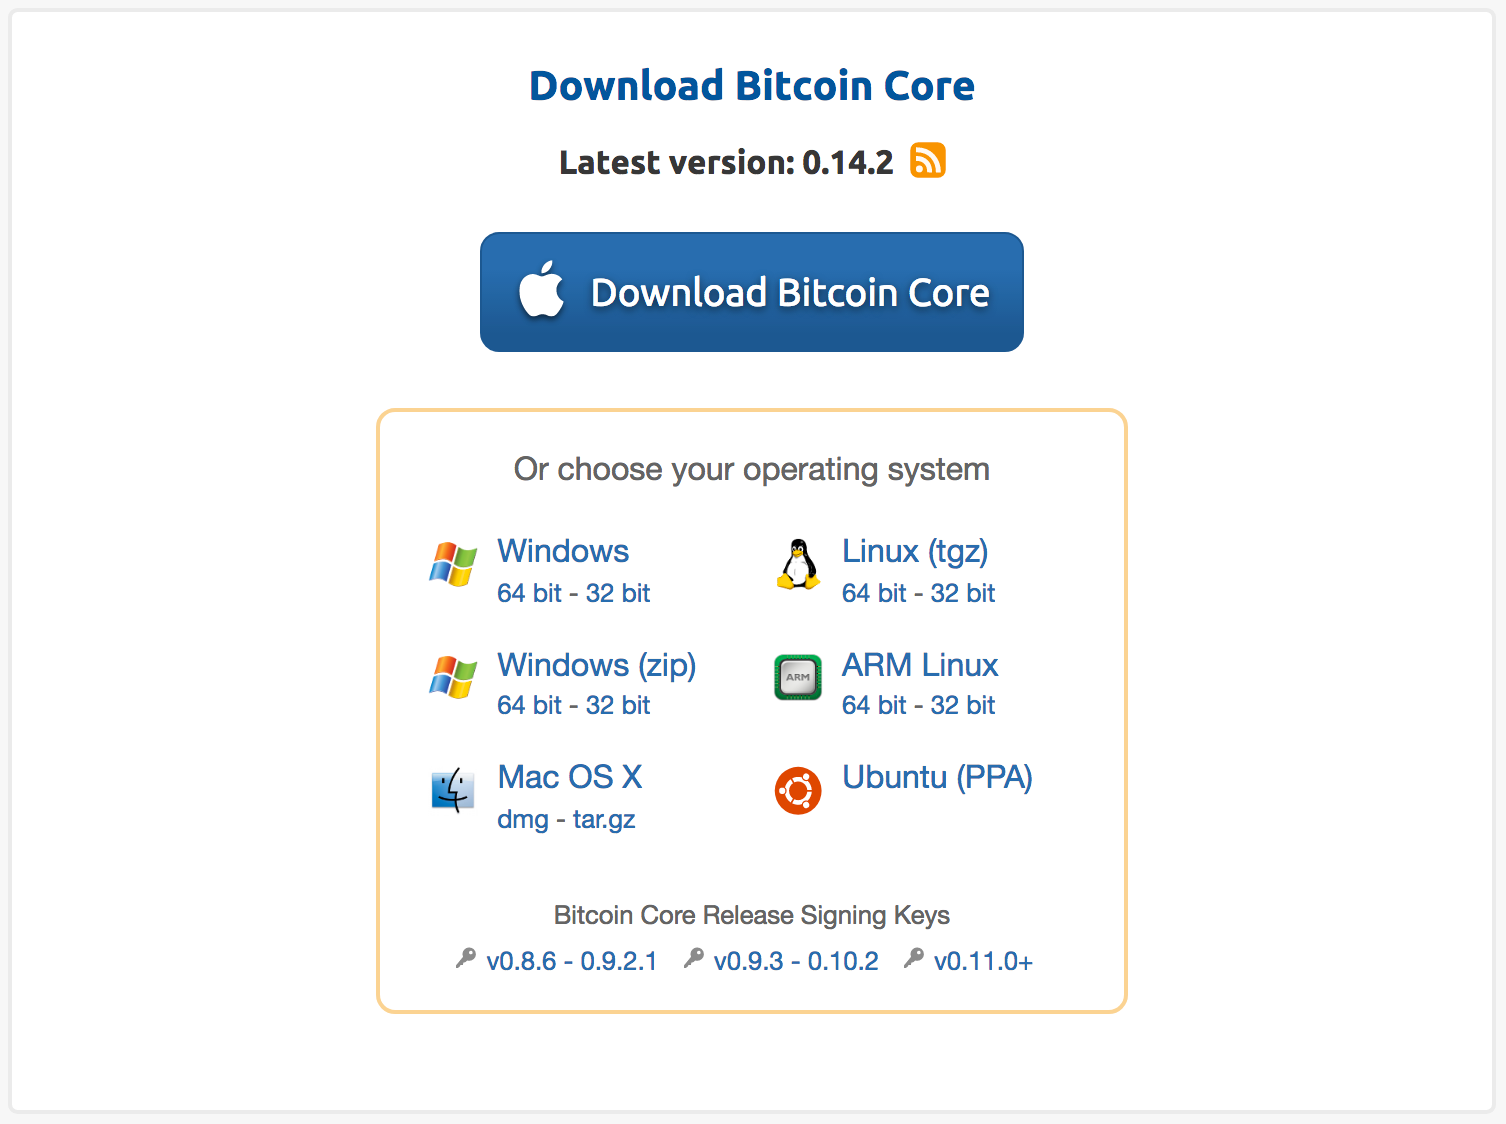 Download Bitcoin Core
Latest version: 0.14.2
Download Bitcoin Core
Or choose your operating system
Windows
64 bit - 32 bit
Linux (tgz)
64 bit - 32 bit
Windows (zip)
64 bit - 32 bit
ARM
ARM Linux
64 bit - 32 bit
Mac OS X
dmg - tar.gz
Ubuntu (PPA)
Bitcoin Core Release Signing Keys
v0.8.6 - 0.9.2.1 v0.9.3 - 0.10.2 v0.11.0+